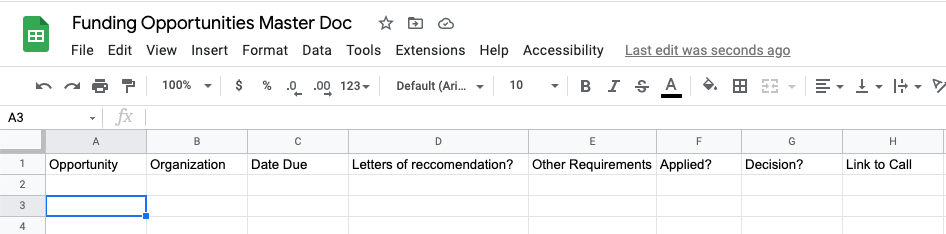 Funding Opportunities Master Doc
File Edit View Insert Format Data Tools Extensions Help Accessibility Last edit was seconds ago
100% $ % .0 .00 123 Default (Ari... 10 B I S A
A3 fx
A B C D E F G H
1 Opportunity Organization Date Due Letters of reccomendation? Other Requirements Applied? Decision? Link to Call
2
3
4